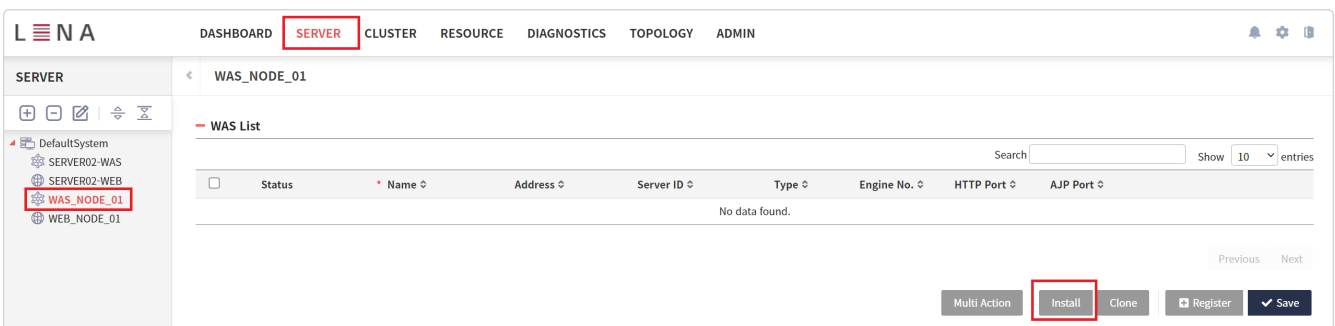 LENA
DASHBOARD SERVER CLUSTER RESOURCE DIAGNOSTICS TOPOLOGY ADMIN
SERVER
WAS_NODE_01
DefaultSystem
SERVER02-WAS
SERVER02-WEB
WAS_NODE_01
WEB_NODE_01
WAS List
Search Show 10 entries
Status * Name Address Server ID Type Engine No. HTTP Port AJP Port
No data found.
Previous Next
Multi Action Install Clone Register Save